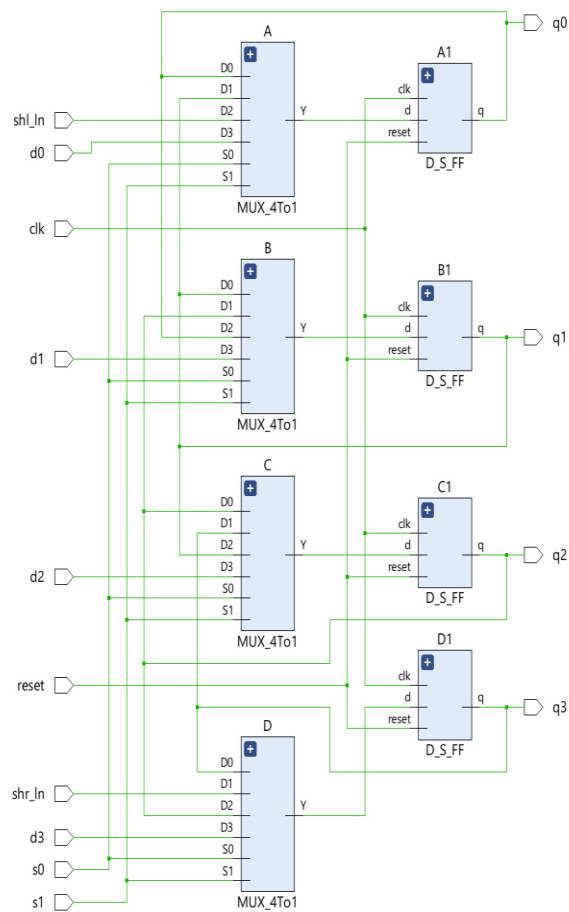 q0
A
A1
D0
clk
D1
shl_In
D2
Y
d
q
d0
D3
reset
S0
D_S_FF
S1
MUX_4To1
clk
B
B1
D0
clk
D1
D2
Y
d
q
q1
d1
D3
reset
S0
D_S_FF
S1
MUX_4To1
C
C1
D0
clk
D1
D2
Y
d
q
q2
d2
D3
reset
S0
D_S_FF
S1
MUX_4To1
D1
reset
clk
d
q
q3
reset
D
D_S_FF
D0
shr_In
D1
D2
Y
d3
D3
s0
S0
S1
s1
MUX_4To1